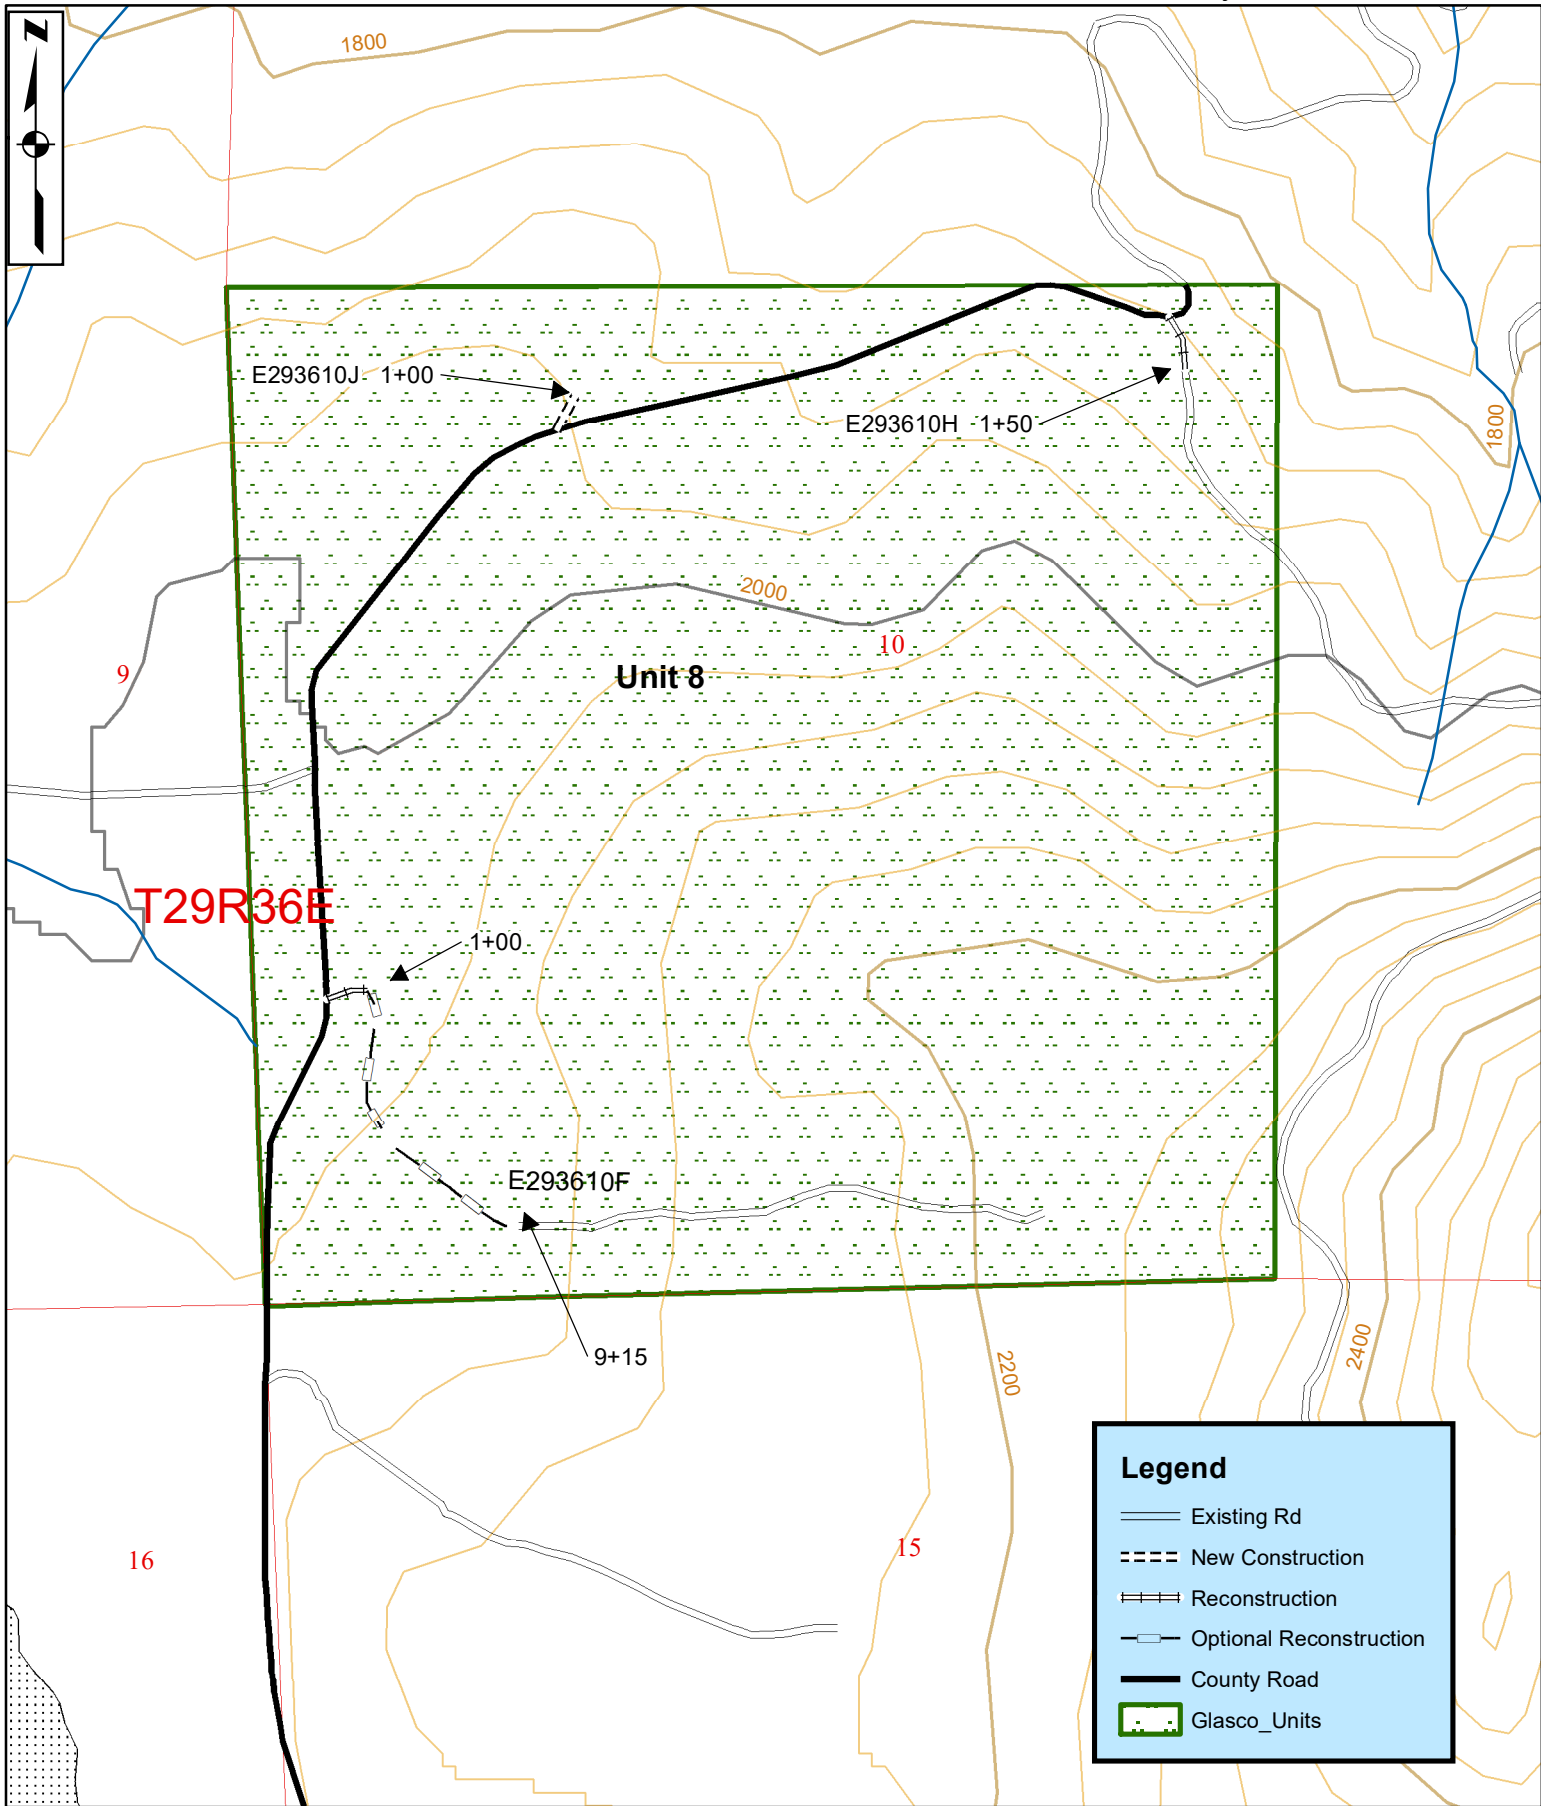 N
1800
E293610J 1+00
E293610H 1+50
1800
2000
10
9
Unit 8
T29R36E
1+00
E293610F
9+15
2200
2400
16
15
Legend
Existing Rd
New Construction
Reconstruction
Optional Reconstruction
County Road
Glasco_Units